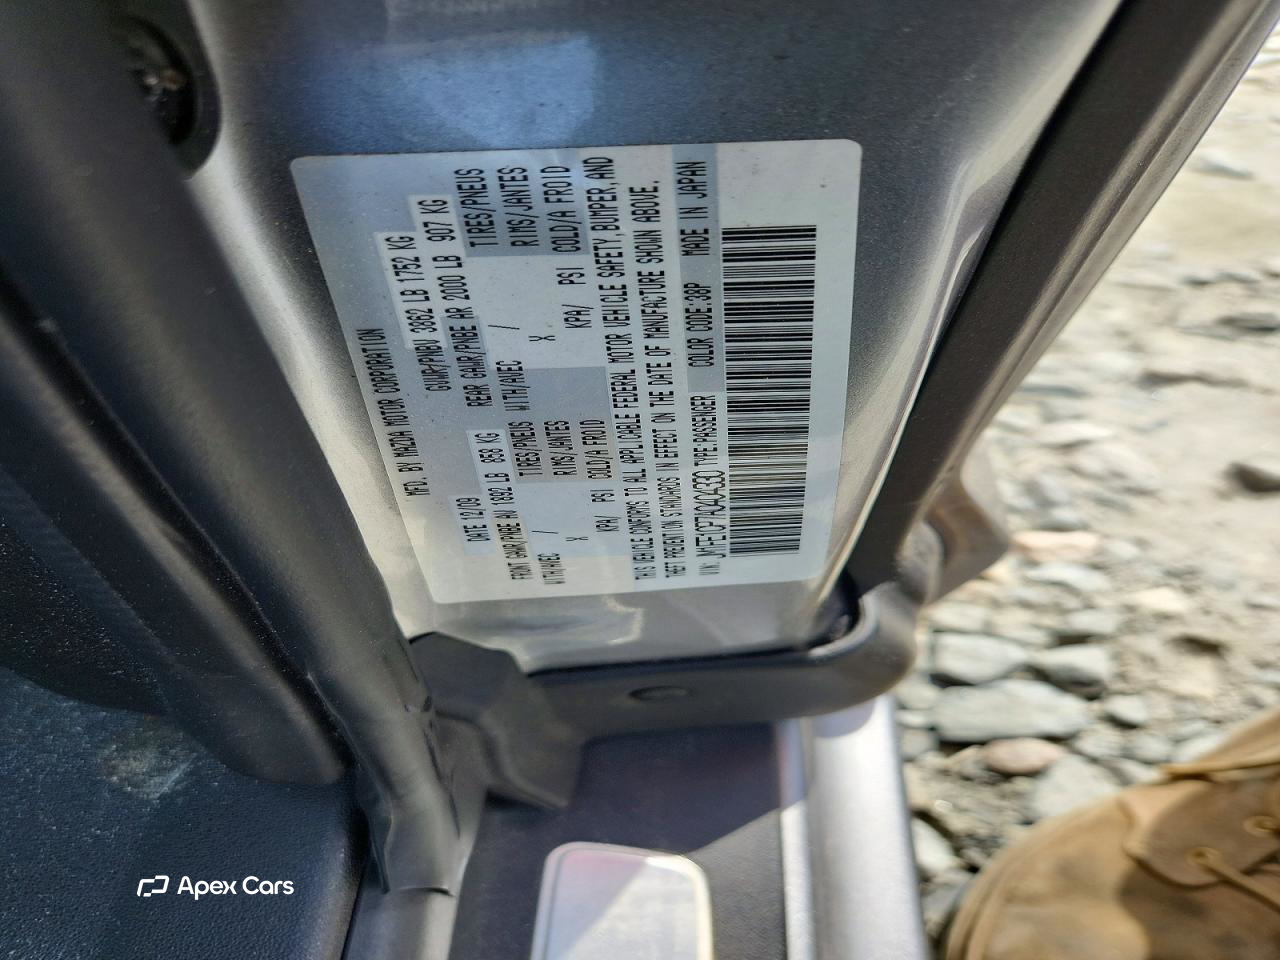 MFD. BY MAZDA MOTOR CORPORATION
DATE 12/09
GVWR/PNBV 3862 LB 1752 KG
FRONT GAWR/PNBE AV 1892 LB 858 KG
REAR GAWR/PNBE AR 2000 LB 907 KG
WITH/AVEC / TIRES/PNEUS WITH/AVEC / TIRES/PNEUS
X RIMS/JANTES X RIMS/JANTES
KPA/ PSI COLD/A FROID KPA/ PSI COLD/A FROID
THIS VEHICLE CONFORMS TO ALL APPLICABLE FEDERAL MOTOR VEHICLE SAFETY,BUMPER,AND
THEFT PREVENTION STANDARDS IN EFFECT ON THE DATE OF MANUFACTURE SHOWN ABOVE.
VIN: TYPE:PASSENGER COLOR CODE:38P MADE IN JAPAN
Apex Cars